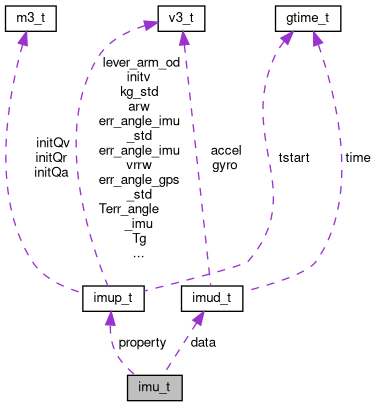 m3_t
v3_t
gtime_t
lever_arm_od
initv
kg_std
arw
err_angle_imu
_std
err_angle_imu
vrrw
err_angle_gps
_std
Terr_angle
_imu
Tg
...
initQv
initQr
initQa
accel
gyro
tstart
time
imup_t
imud_t
property
data
imu_t